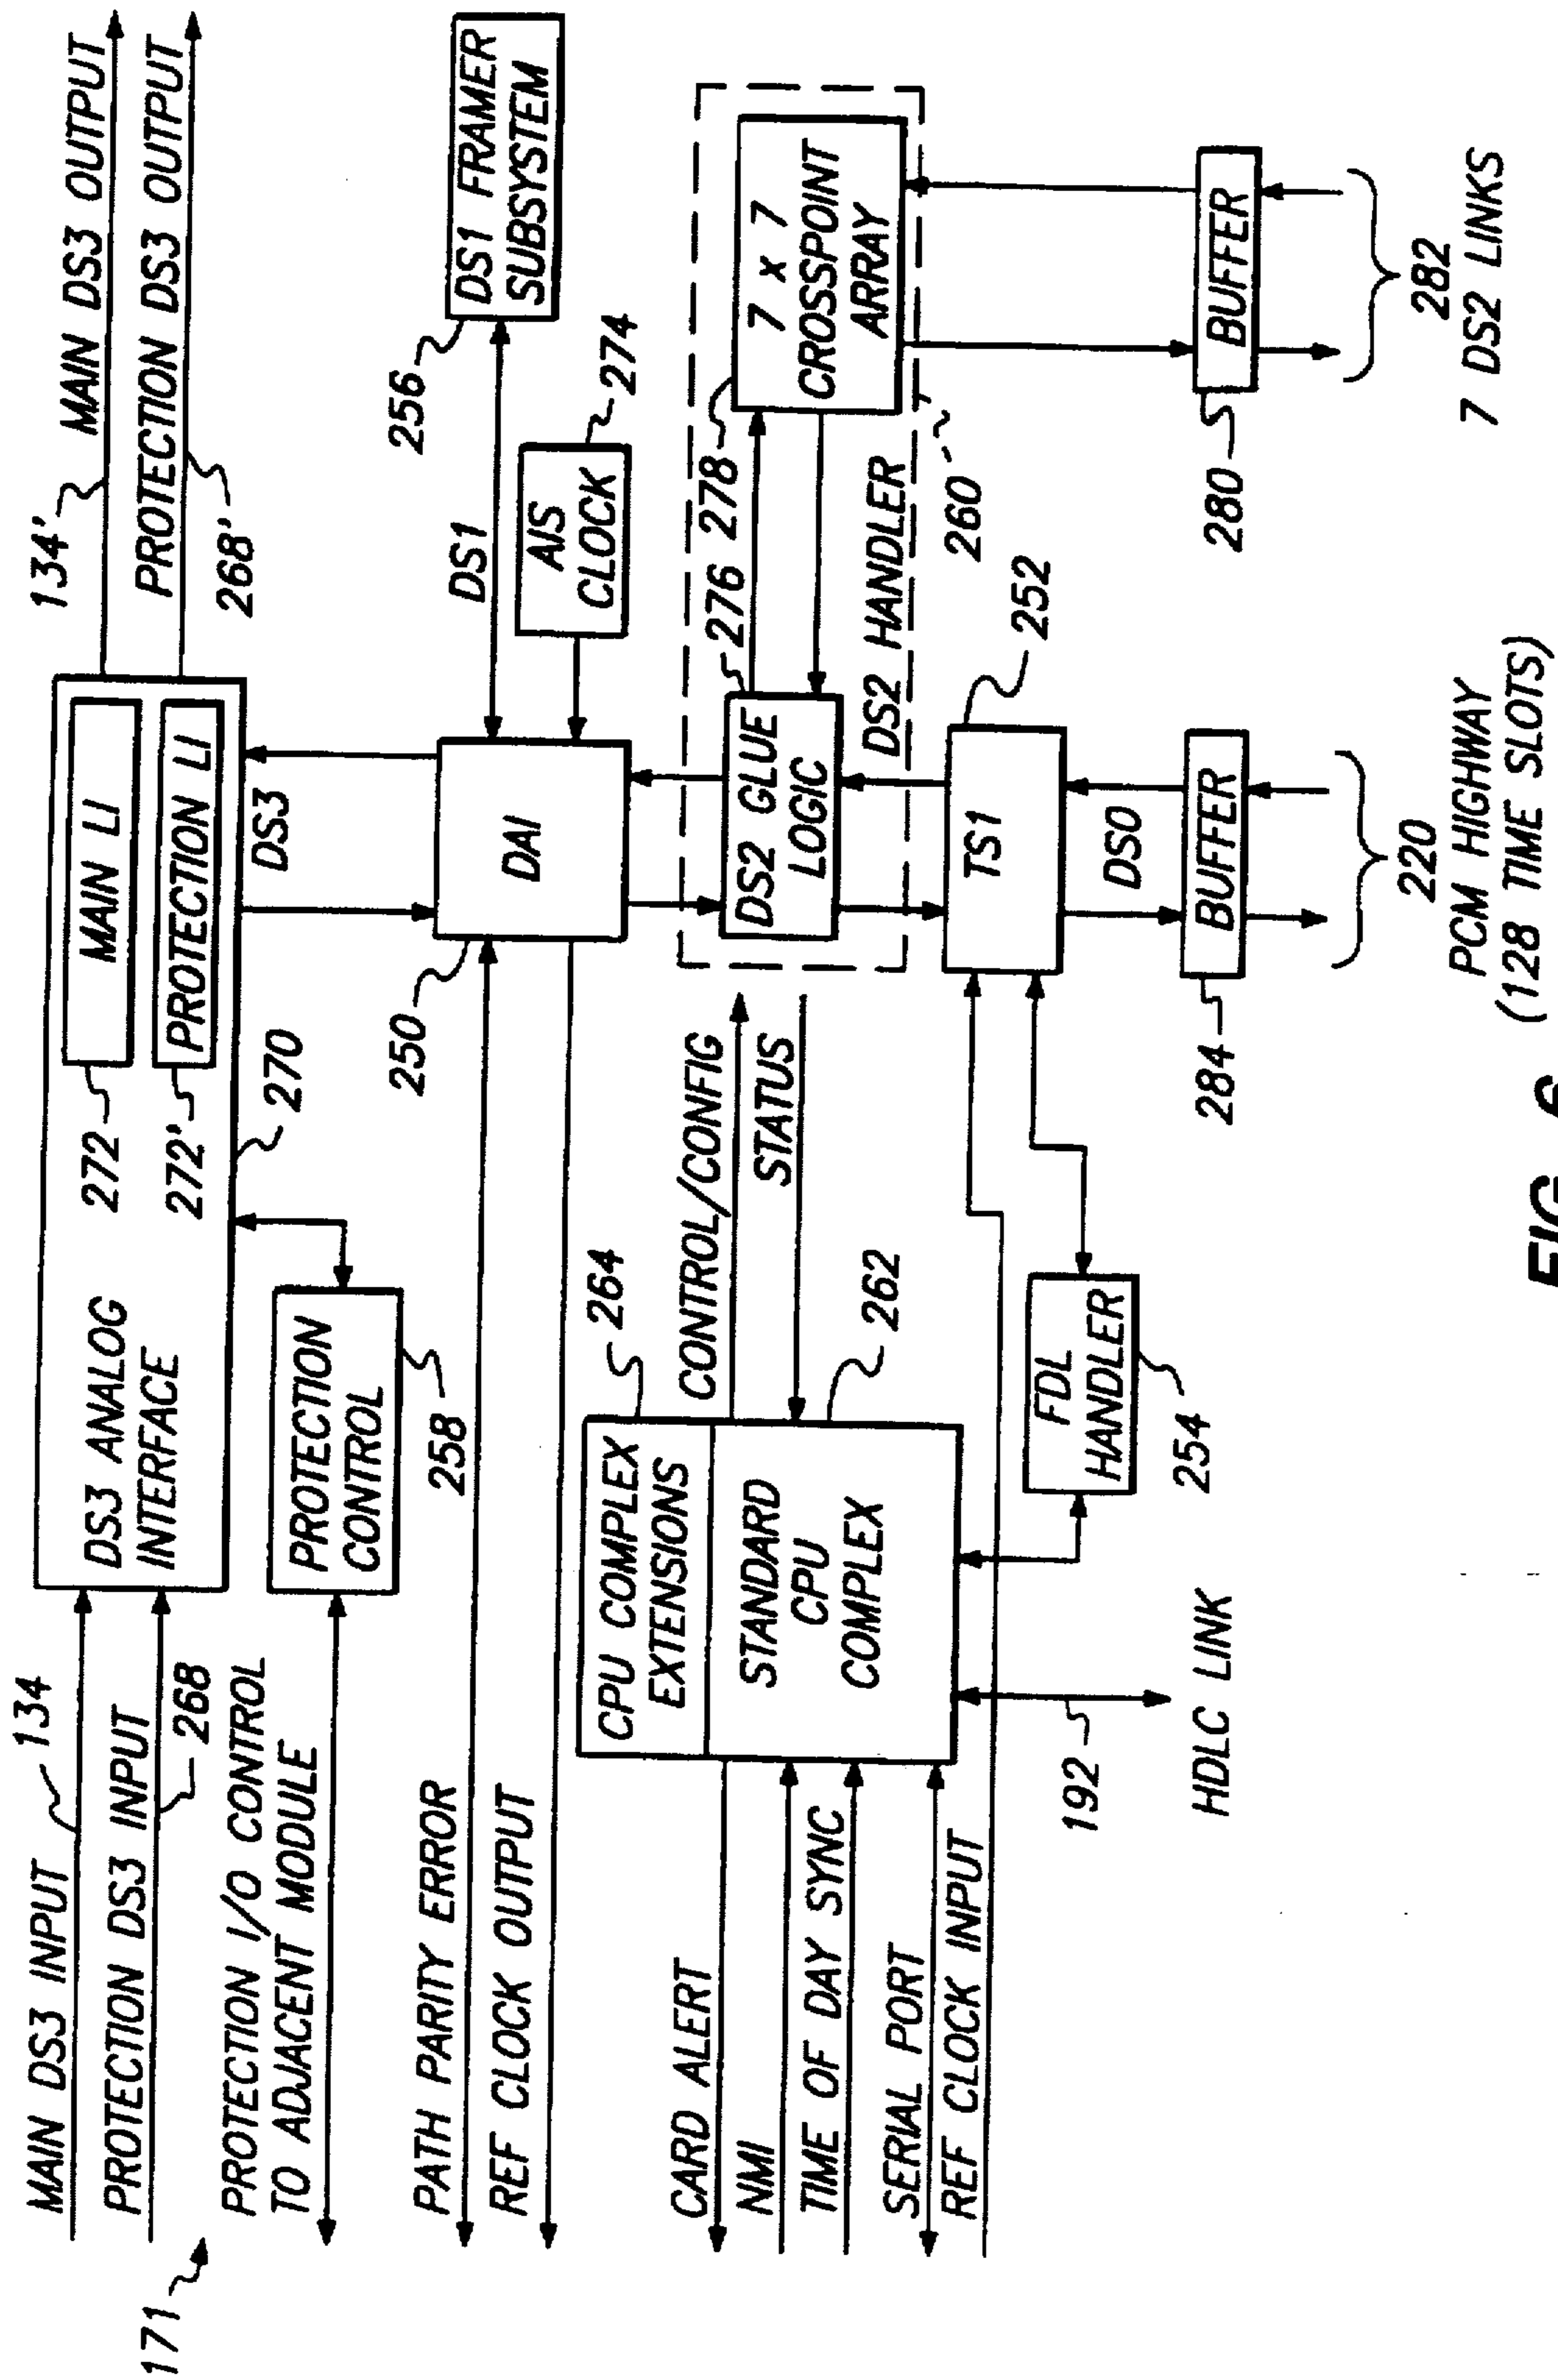 171
MAIN DS3 INPUT
134
PROTECTION DS3 INPUT
268
DS3 ANALOG
INTERFACE
272
MAIN LI
272'
PROTECTION LI
270
134'
MAIN DS3 OUTPUT
PROTECTION DS3 OUTPUT
268'
PROTECTION I/O CONTROL
TO ADJACENT MODULE
PROTECTION
CONTROL
258
DS3
PATH PARITY ERROR
REF CLOCK OUTPUT
250
DAI
DS1
256
DS1 FRAMER
SUBSYSTEM
AIS
CLOCK
274
CARD ALERT
NMI
TIME OF DAY SYNC
SERIAL PORT
REF CLOCK INPUT
CPU COMPLEX
EXTENSIONS
264
STANDARD
CPU
COMPLEX
262
CONTROL/CONFIG
STATUS
DS2 GLUE
LOGIC
276
278
7 x 7
CROSSPOINT
ARRAY
DS2 HANDLER
260
TS1
252
192
HDLC LINK
FDL
HANDLER
254
DS0
284
BUFFER
280
BUFFER
220
PCM HIGHWAY
(128 TIME SLOTS)
282
7 DS2 LINKS